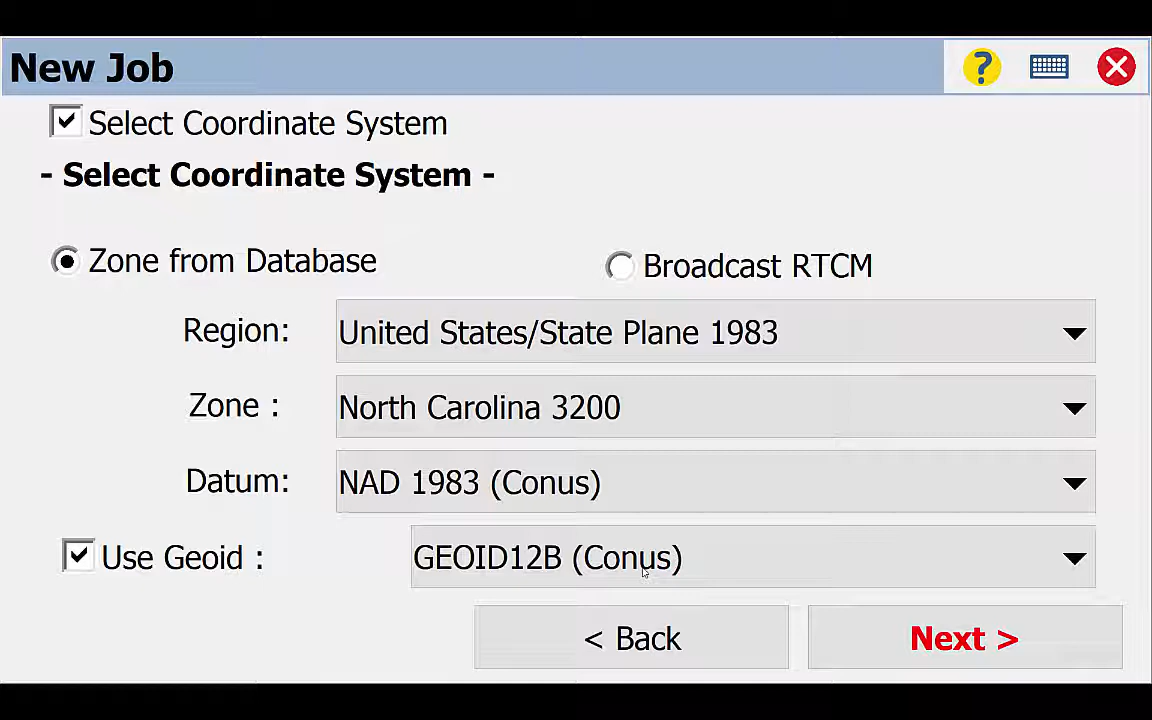 New Job
?
Select Coordinate System
- Select Coordinate System -
Zone from Database
Broadcast RTCM
Region: United States/State Plane 1983
Zone : North Carolina 3200
Datum: NAD 1983 (Conus)
Use Geoid : GEOID12B (Conus)
< Back
Next >